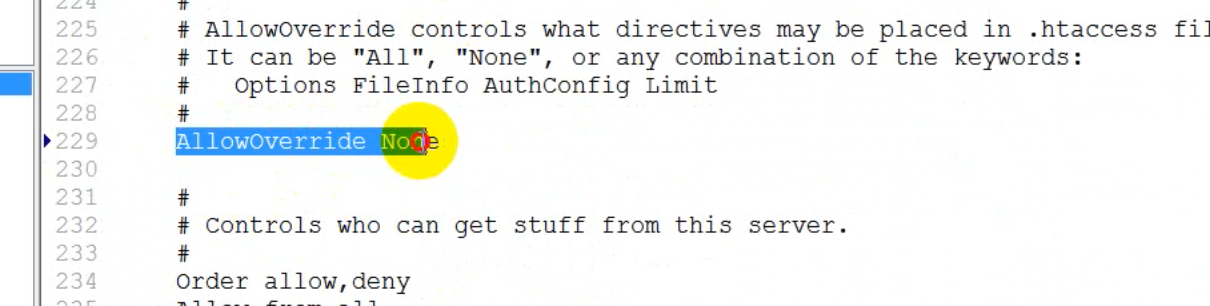 224 #
225 # AllowOverride controls what directives may be placed in .htaccess fil
226 # It can be "All", "None", or any combination of the keywords:
227 #   Options FileInfo AuthConfig Limit
228 #
229 AllowOverride None
230
231 #
232 # Controls who can get stuff from this server.
233 #
234 Order allow,deny
235 Allow from all